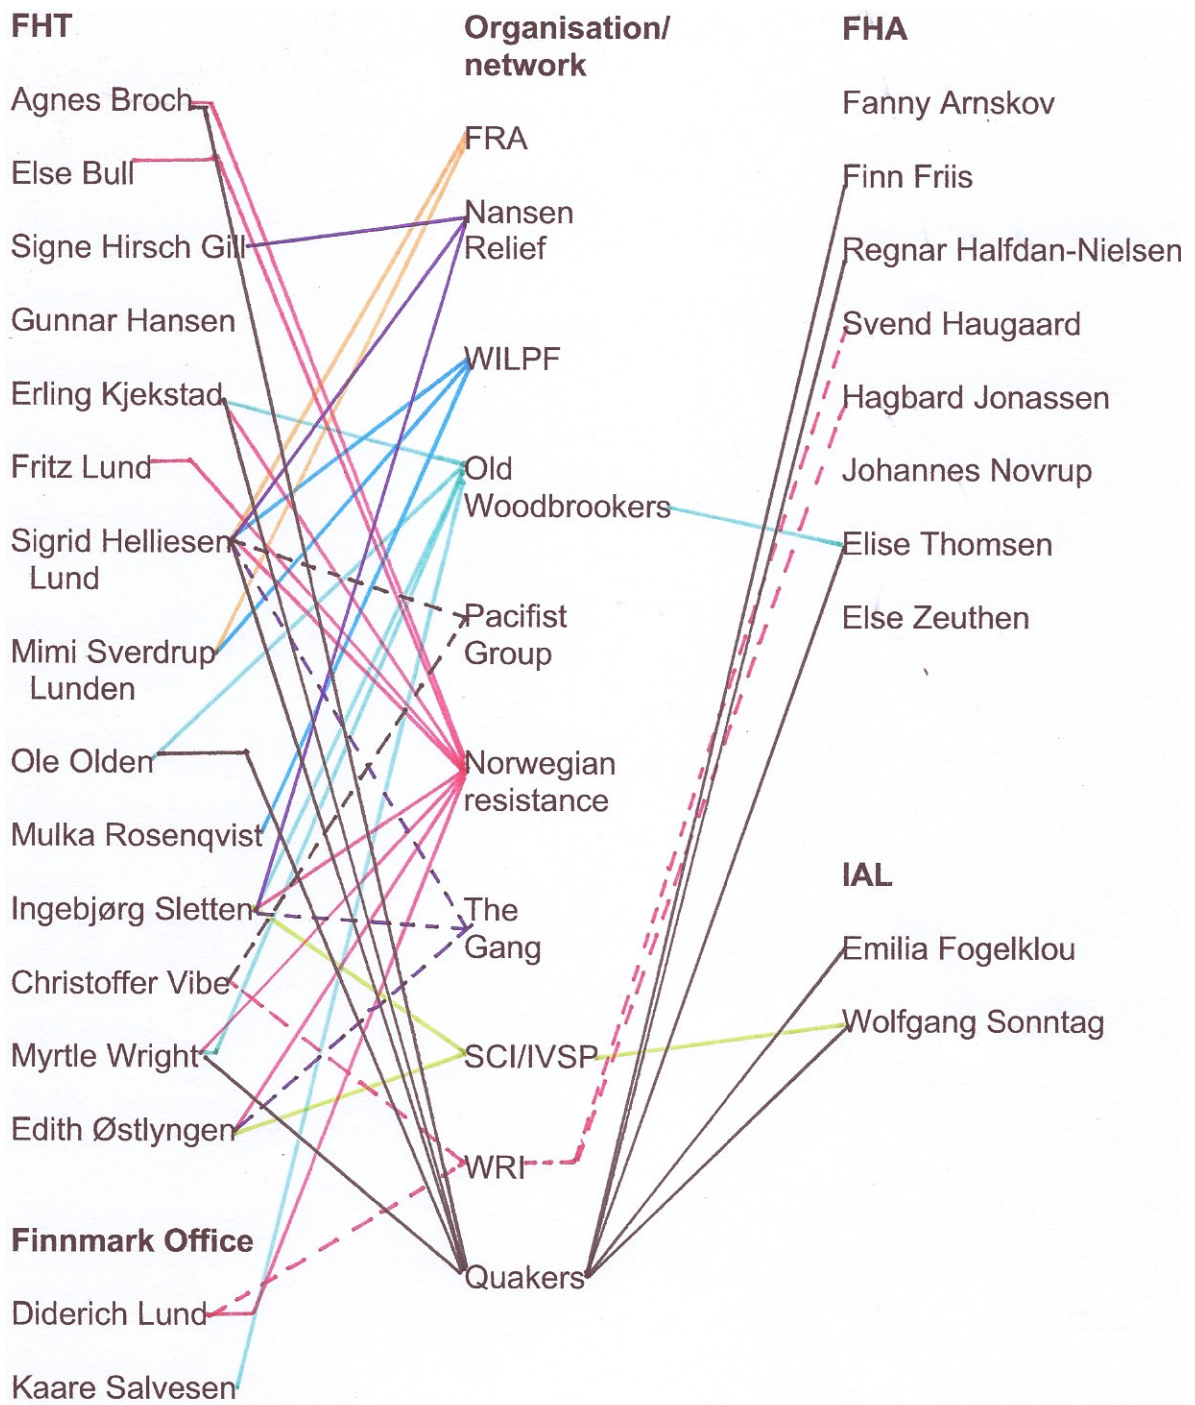 FHT
Agnes Broch
Else Bull
Signe Hirsch Gill
Gunnar Hansen
Erling Kjekstad
Fritz Lund
Sigrid Helliesen
Lund
Mimi Sverdrup
Lunden
Ole Olden
Mulka Rosenqvist
Ingebjørg Sletten
Christoffer Vibe
Myrtle Wright
Edith Østlyngen
Finnmark Office
Diderich Lund
Kaare Salvesen
Organisation/
network
FRA
Nansen
Relief
WILPF
Old
Woodbrookers
Pacifist
Group
Norwegian
resistance
The
Gang
SCI/IVSP
WRI
Quakers
FHA
Fanny Arnskov
Finn Friis
Regnar Halfdan-Nielsen
Svend Haugaard
Hagbard Jonassen
Johannes Novrup
Elise Thomsen
Else Zeuthen
IAL
Emilia Fogelklou
Wolfgang Sonntag